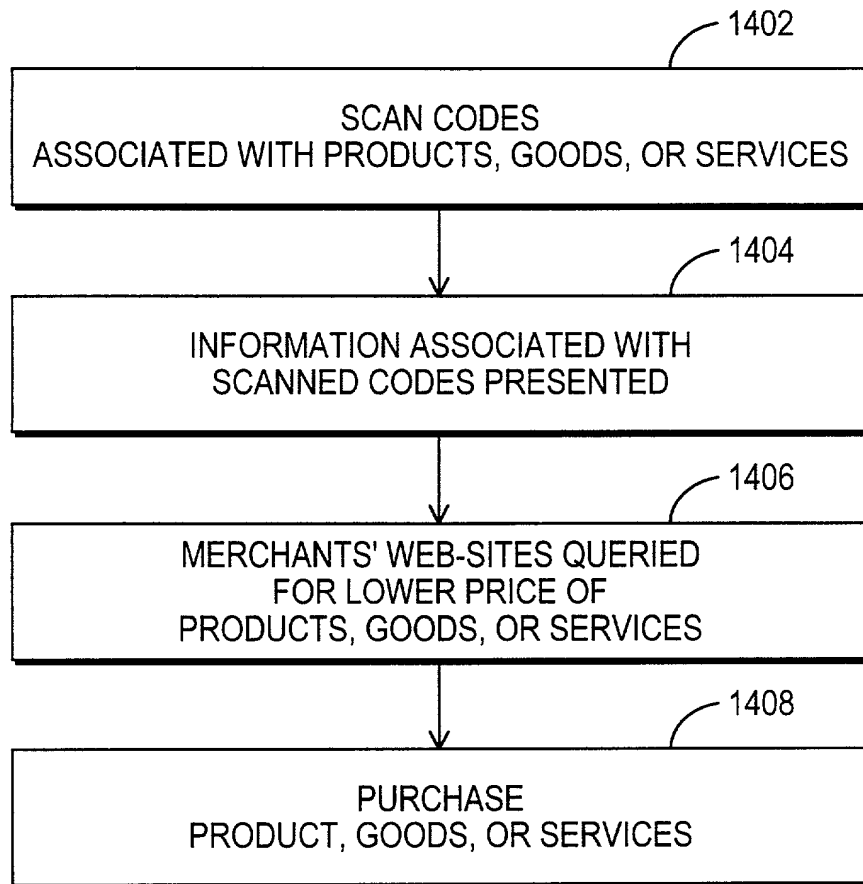 1402
SCAN CODES
ASSOCIATED WITH PRODUCTS, GOODS, OR SERVICES
1404
INFORMATION ASSOCIATED WITH
SCANNED CODES PRESENTED
1406
MERCHANTS' WEB-SITES QUERIED
FOR LOWER PRICE OF
PRODUCTS, GOODS, OR SERVICES
1408
PURCHASE
PRODUCT, GOODS, OR SERVICES